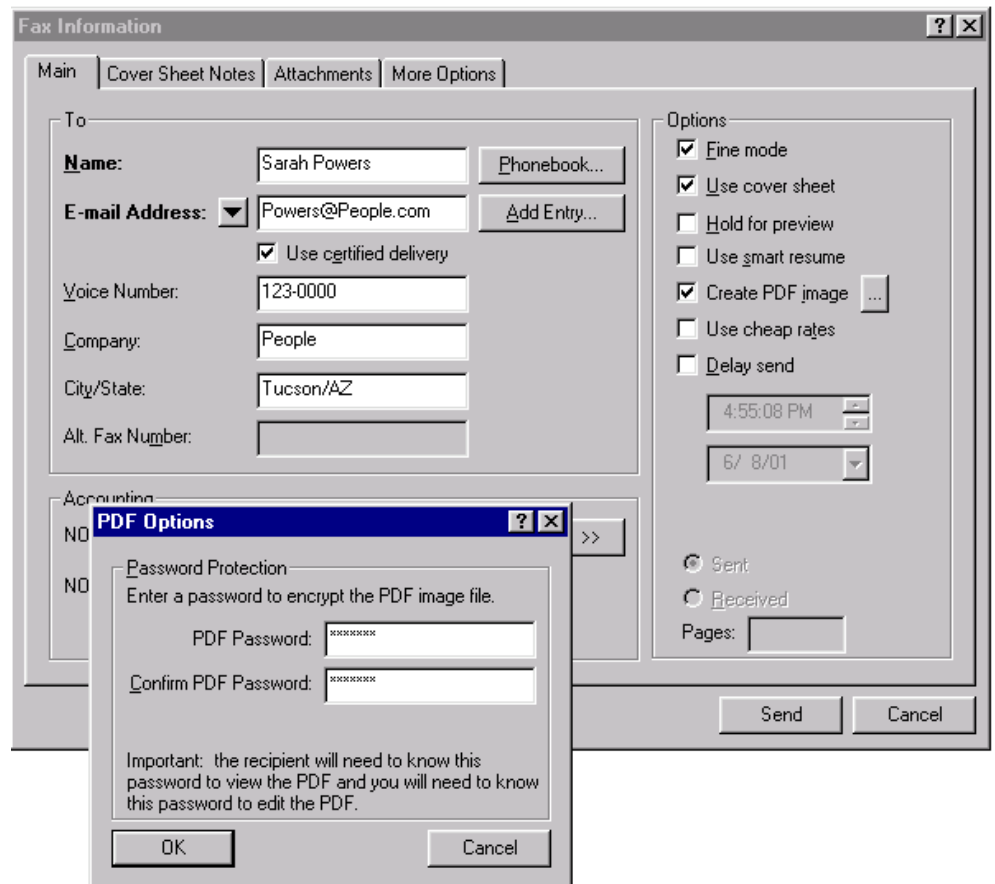 Fax Information
Main Cover Sheet Notes Attachments More Options
To
Name: Sarah Powers Phonebook...
E-mail Address: Powers@People.com Add Entry...
Use certified delivery
Voice Number: 123-0000
Company: People
City/State: Tucson/AZ
Alt. Fax Number:
Options
Fine mode
Use cover sheet
Hold for preview
Use smart resume
Create PDF image ...
Use cheap rates
Delay send
4:55:08 PM
6/ 8/01
Sent
Received
Pages:
Accounting
NO
>>
NO
Send Cancel
PDF Options
Password Protection
Enter a password to encrypt the PDF image file.
PDF Password: *******
Confirm PDF Password: *******
Important: the recipient will need to know this
password to view the PDF and you will need to know
this password to edit the PDF.
OK Cancel